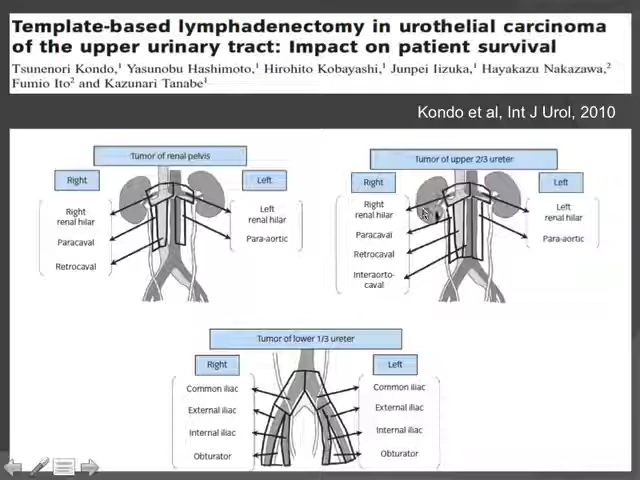 Template-based lymphadenectomy in urothelial carcinoma
of the upper urinary tract: Impact on patient survival
Tsunenori Kondo,1 Yasunobu Hashimoto,1 Hirohito Kobayashi,1 Junpei Iizuka,1 Hayakazu Nakazawa,2
Fumio Ito2 and Kazunari Tanabe1
Kondo et al, Int J Urol, 2010
Tumor of renal pelvis
Right
Left
Right
renal hilar
Paracaval
Retrocaval
Left
renal hilar
Para-aortic
Tumor of upper 2/3 ureter
Right
Left
Right
renal hilar
Paracaval
Retrocaval
Interaorto-
caval
Left
renal hilar
Para-aortic
Tumor of lower 1/3 ureter
Right
Left
Common iliac
External iliac
Internal iliac
Obturator
Common iliac
External iliac
Internal iliac
Obturator